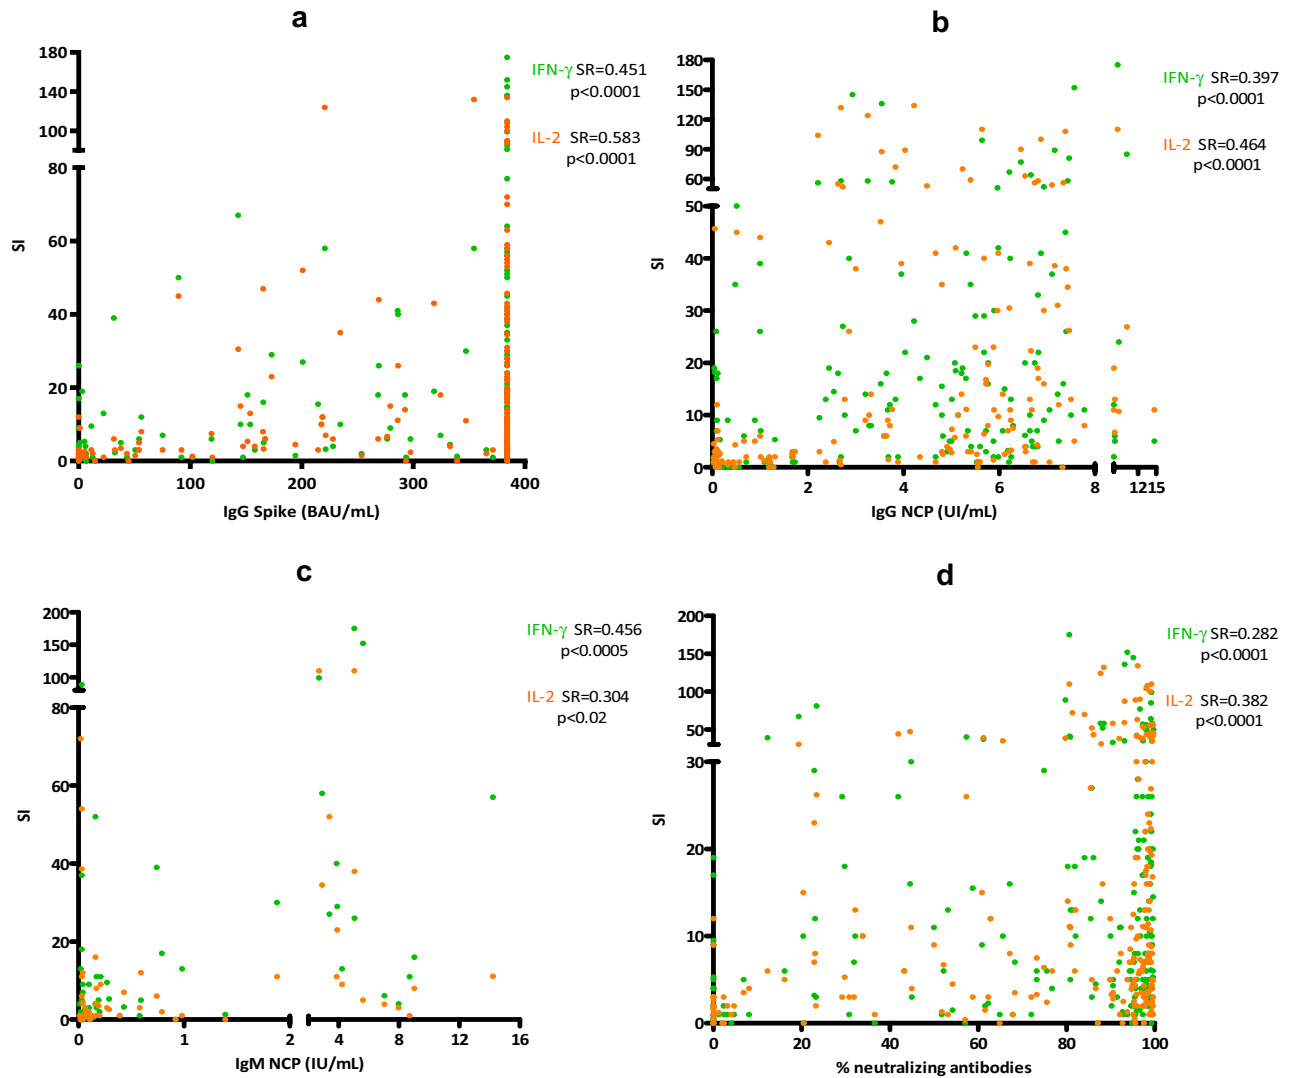 a
180
140
100
80
60
40
20
0
SI
0 100 200 300 400
IgG Spike (BAU/mL)
IFN-γ SR=0.451
p<0.0001
IL-2 SR=0.583
p<0.0001
b
180
150
120
90
60
50
40
30
20
10
0
SI
0 2 4 6 8 1215
IgG NCP (UI/mL)
IFN-γ SR=0.397
p<0.0001
IL-2 SR=0.464
p<0.0001
c
200
150
100
80
60
40
20
0
SI
0 1 2 4 8 12 16
IgM NCP (IU/mL)
IFN-γ SR=0.456
p<0.0005
IL-2 SR=0.304
p<0.02
d
200
150
100
50
30
20
10
0
SI
0 20 40 60 80 100
% neutralizing antibodies
IFN-γ SR=0.282
p<0.0001
IL-2 SR=0.382
p<0.0001